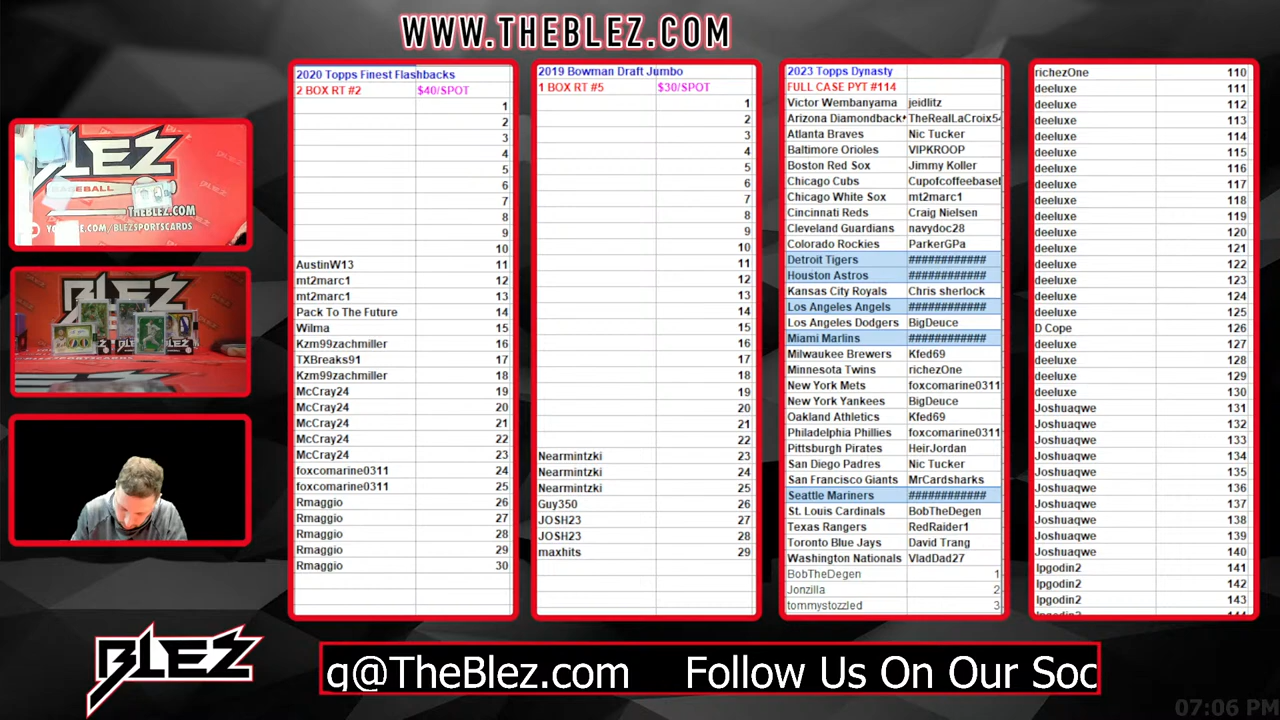 WWW.THEBLEZ.COM
BLEZ
BASEBALL
THEBLEZ.COM
YOUTUBE.COM/BLEZSPORTSCARDS
BLEZ
2020 Topps Finest Flashbacks
2 BOX RT #2 $40/SPOT
1
2
3
4
5
6
7
8
9
10
AustinW13 11
mt2marc1 12
mt2marc1 13
Pack To The Future 14
Wilma 15
Kzm99zachmiller 16
TXBreaks91 17
Kzm99zachmiller 18
McCray24 19
McCray24 20
McCray24 21
McCray24 22
McCray24 23
foxcomarine0311 24
foxcomarine0311 25
Rmaggio 26
Rmaggio 27
Rmaggio 28
Rmaggio 29
Rmaggio 30
2019 Bowman Draft Jumbo
1 BOX RT #5 $30/SPOT
1
2
3
4
5
6
7
8
9
10
11
12
13
14
15
16
17
18
19
20
21
22
Nearmintzki 23
Nearmintzki 24
Nearmintzki 25
Guy350 26
JOSH23 27
JOSH23 28
maxhits 29
2023 Topps Dynasty
FULL CASE PYT #114
Victor Wembanyama jeidlitz
Arizona Diamondback TheRealLaCroix54
Atlanta Braves Nic Tucker
Baltimore Orioles VIPKROOP
Boston Red Sox Jimmy Koller
Chicago Cubs Cupofcoffeebasel
Chicago White Sox mt2marc1
Cincinnati Reds Craig Nielsen
Cleveland Guardians navydoc28
Colorado Rockies ParkerGPa
Detroit Tigers ############
Houston Astros ############
Kansas City Royals Chris sherlock
Los Angeles Angels ############
Los Angeles Dodgers BigDeuce
Miami Marlins ############
Milwaukee Brewers Kfed69
Minnesota Twins richezOne
New York Mets foxcomarine0311
New York Yankees BigDeuce
Oakland Athletics Kfed69
Philadelphia Phillies foxcomarine0311
Pittsburgh Pirates HeirJordan
San Diego Padres Nic Tucker
San Francisco Giants MrCardsharks
Seattle Mariners ############
St. Louis Cardinals BobTheDegen
Texas Rangers RedRaider1
Toronto Blue Jays David Trang
Washington Nationals VladDad27
BobTheDegen 1
Jonzilla 2
tommystozzled 3
richezOne 110
deeluxe 111
deeluxe 112
deeluxe 113
deeluxe 114
deeluxe 115
deeluxe 116
deeluxe 117
deeluxe 118
deeluxe 119
deeluxe 120
deeluxe 121
deeluxe 122
deeluxe 123
deeluxe 124
deeluxe 125
D Cope 126
deeluxe 127
deeluxe 128
deeluxe 129
deeluxe 130
Joshuaqwe 131
Joshuaqwe 132
Joshuaqwe 133
Joshuaqwe 134
Joshuaqwe 135
Joshuaqwe 136
Joshuaqwe 137
Joshuaqwe 138
Joshuaqwe 139
Joshuaqwe 140
lpgodin2 141
lpgodin2 142
lpgodin2 143
lpgodin2 144
BLEZ
q@TheBlez.com Follow Us On Our Soc
07:06 PM